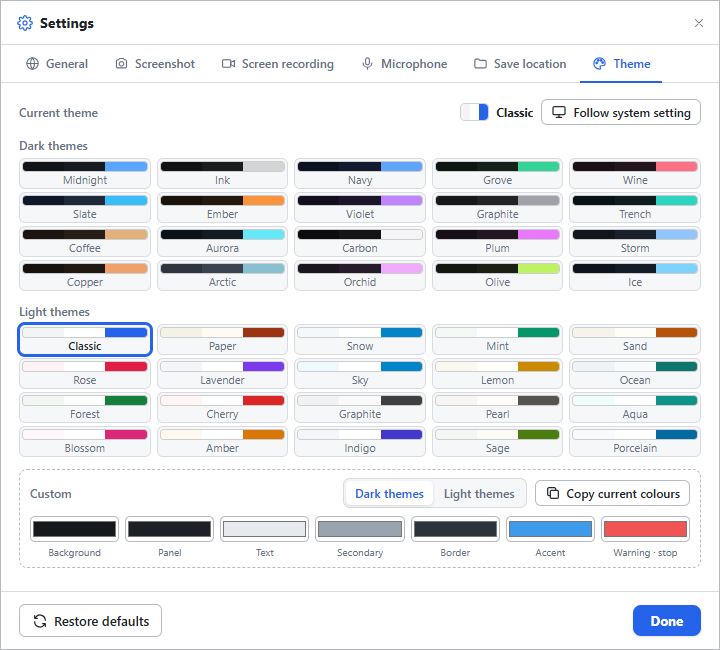 Settings
General Screenshot Screen recording Microphone Save location Theme
Current theme Classic Follow system setting
Dark themes
Midnight Ink Navy Grove Wine
Slate Ember Violet Graphite Trench
Coffee Aurora Carbon Plum Storm
Copper Arctic Orchid Olive Ice
Light themes
Classic Paper Snow Mint Sand
Rose Lavender Sky Lemon Ocean
Forest Cherry Graphite Pearl Aqua
Blossom Amber Indigo Sage Porcelain
Custom Dark themes Light themes Copy current colours
Background Panel Text Secondary Border Accent Warning · stop
Restore defaults Done